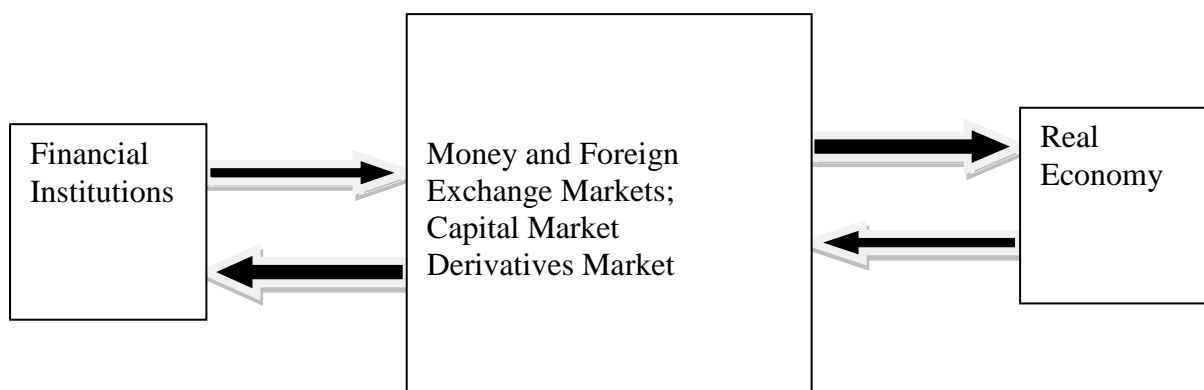 Financial
Institutions
Money and Foreign
Exchange Markets;
Capital Market
Derivatives Market
Real
Economy